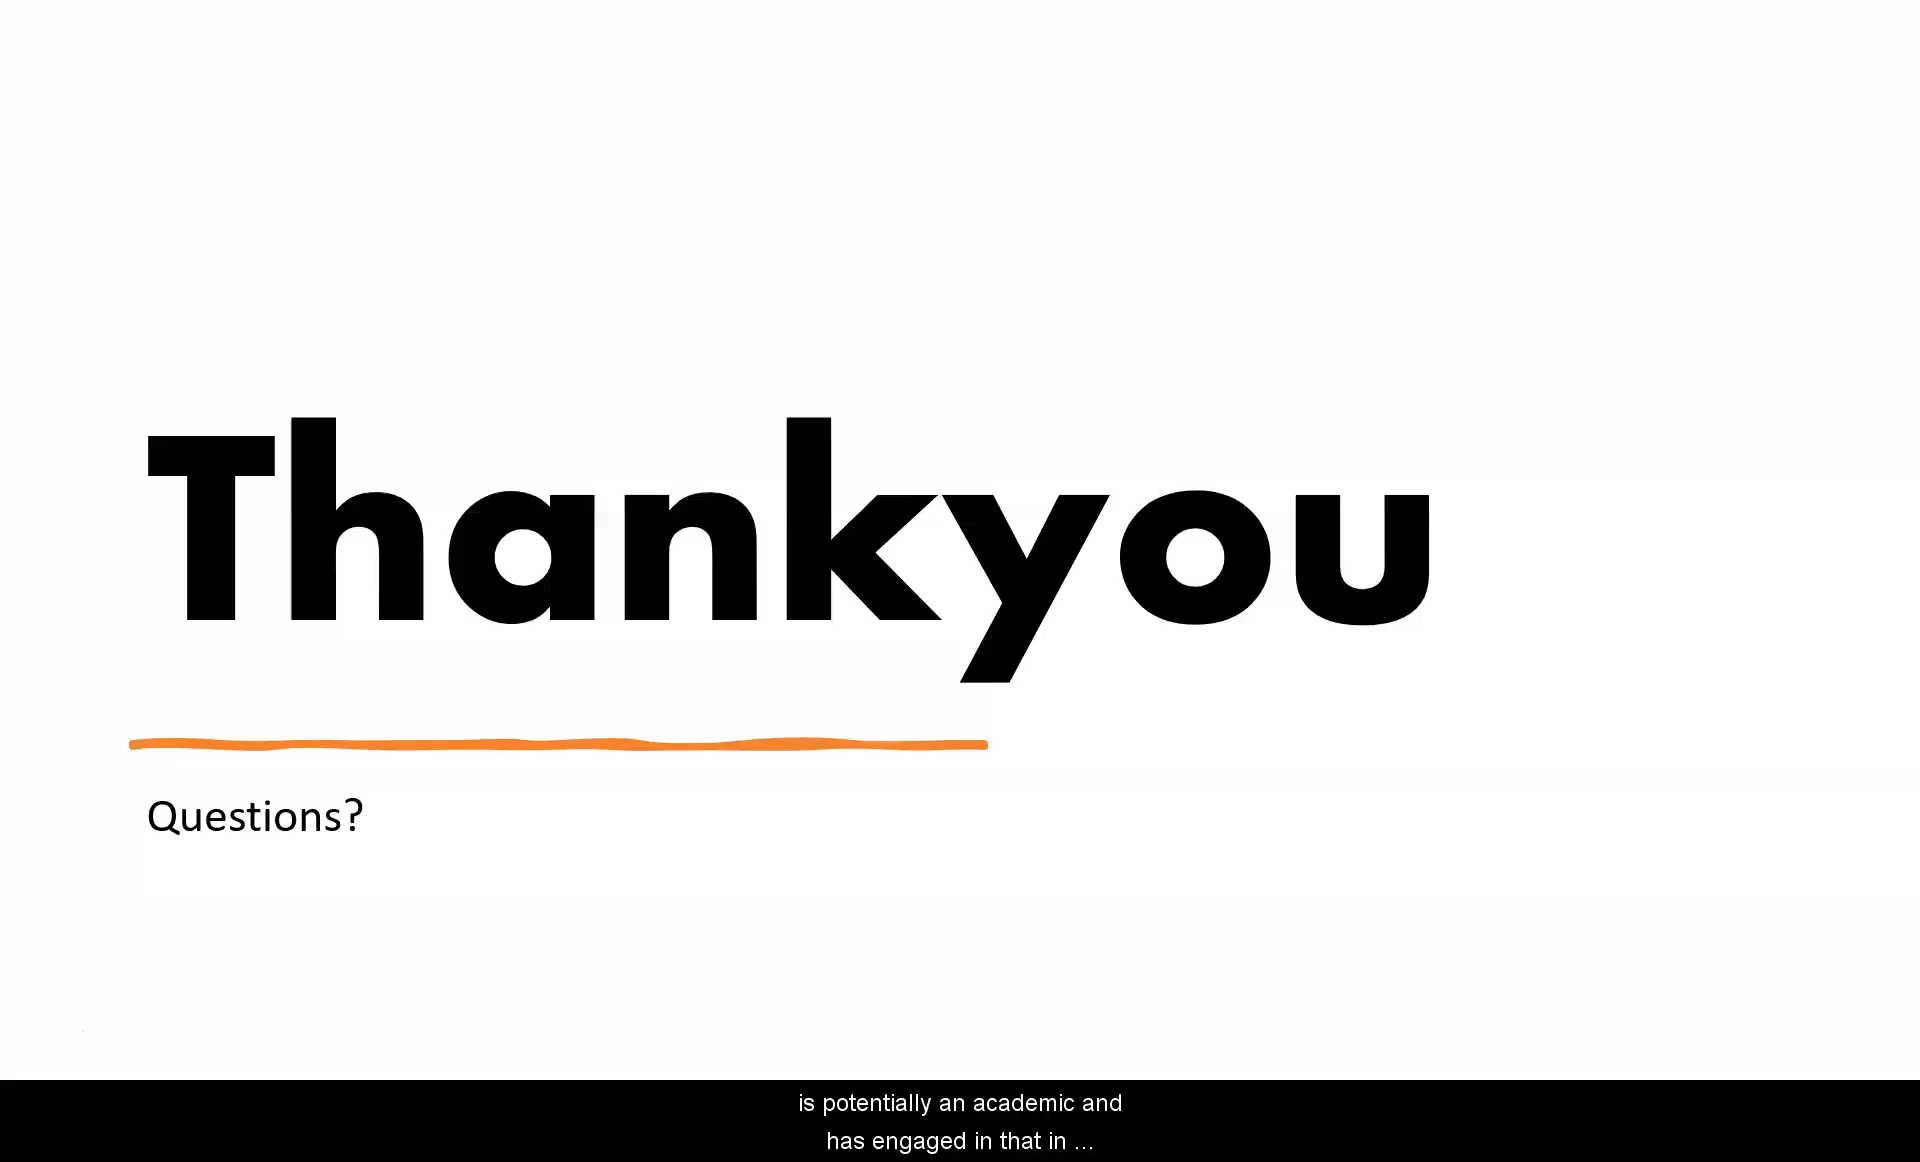 Thankyou
Questions?
is potentially an academic and
has engaged in that in ...